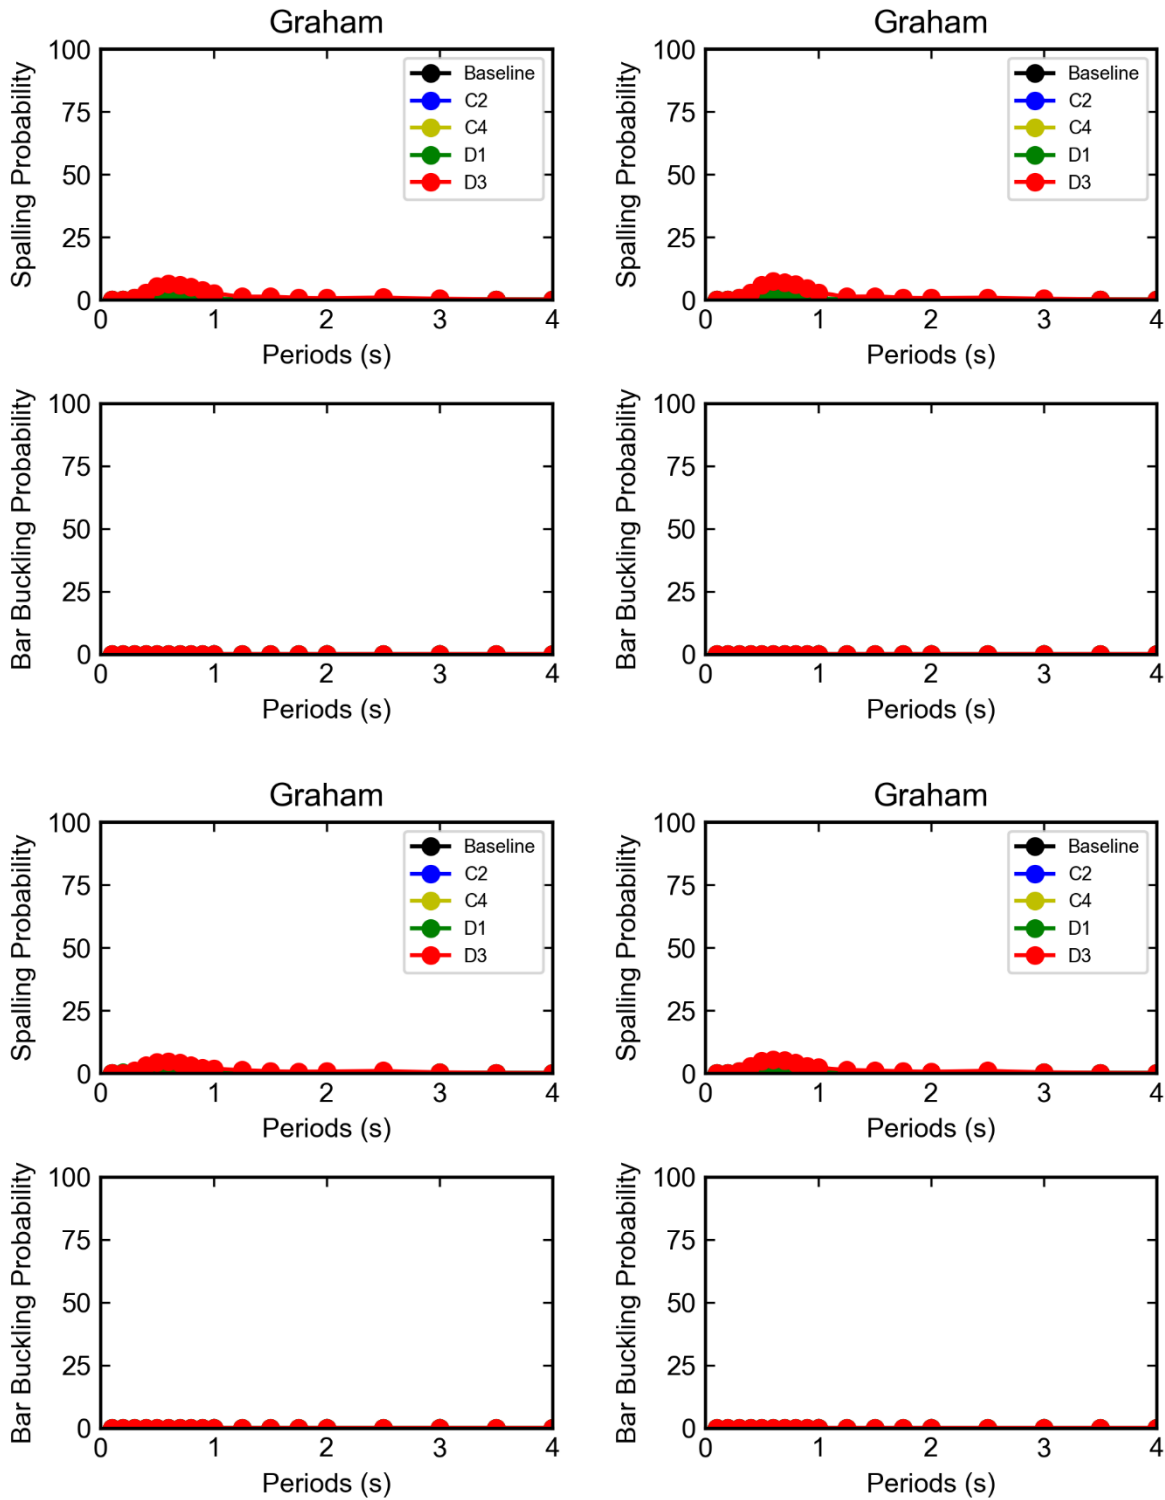 Graham
Spalling Probability
100
75
50
25
0
Baseline
C2
C4
D1
D3
0 1 2 3 4
Periods (s)
Graham
Spalling Probability
100
75
50
25
0
Baseline
C2
C4
D1
D3
0 1 2 3 4
Periods (s)
Bar Buckling Probability
100
75
50
25
0
0 1 2 3 4
Periods (s)
Bar Buckling Probability
100
75
50
25
0
0 1 2 3 4
Periods (s)
Graham
Spalling Probability
100
75
50
25
0
Baseline
C2
C4
D1
D3
0 1 2 3 4
Periods (s)
Graham
Spalling Probability
100
75
50
25
0
Baseline
C2
C4
D1
D3
0 1 2 3 4
Periods (s)
Bar Buckling Probability
100
75
50
25
0
0 1 2 3 4
Periods (s)
Bar Buckling Probability
100
75
50
25
0
0 1 2 3 4
Periods (s)